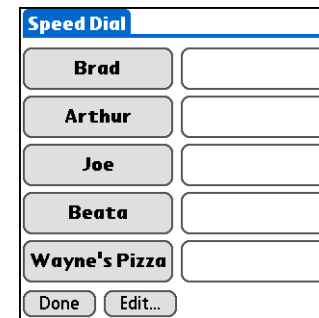 Speed Dial
Brad
Arthur
Joe
Beata
Wayne's Pizza
Done Edit...